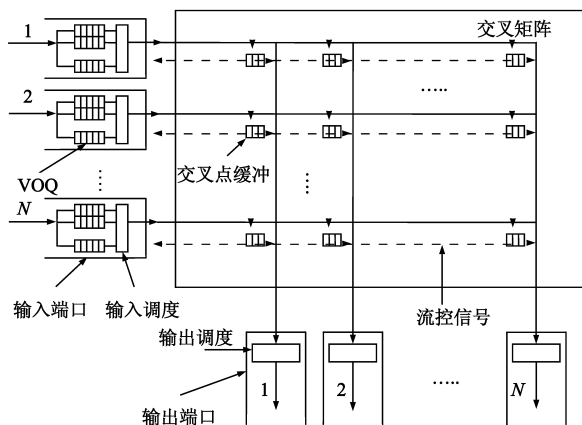 1
交叉矩阵
.....
2
VOQ
交叉点缓冲
.....
.....
N
输入端口
输入调度
流控信号
输出调度
输出端口
1
2
.....
N